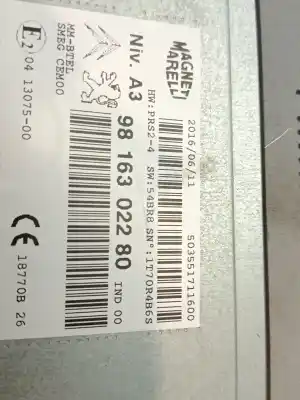 MAGNETI
MARELLI
2016/06/11
503551711600
HW:PRS2-4 SW:54BR8 SN°:1T70R4B6S
Niv. A3
98 163 022 80
IND 00
MM-BTEL
SMEG CEM00
E2
04 13075-00
CE
18770B 26